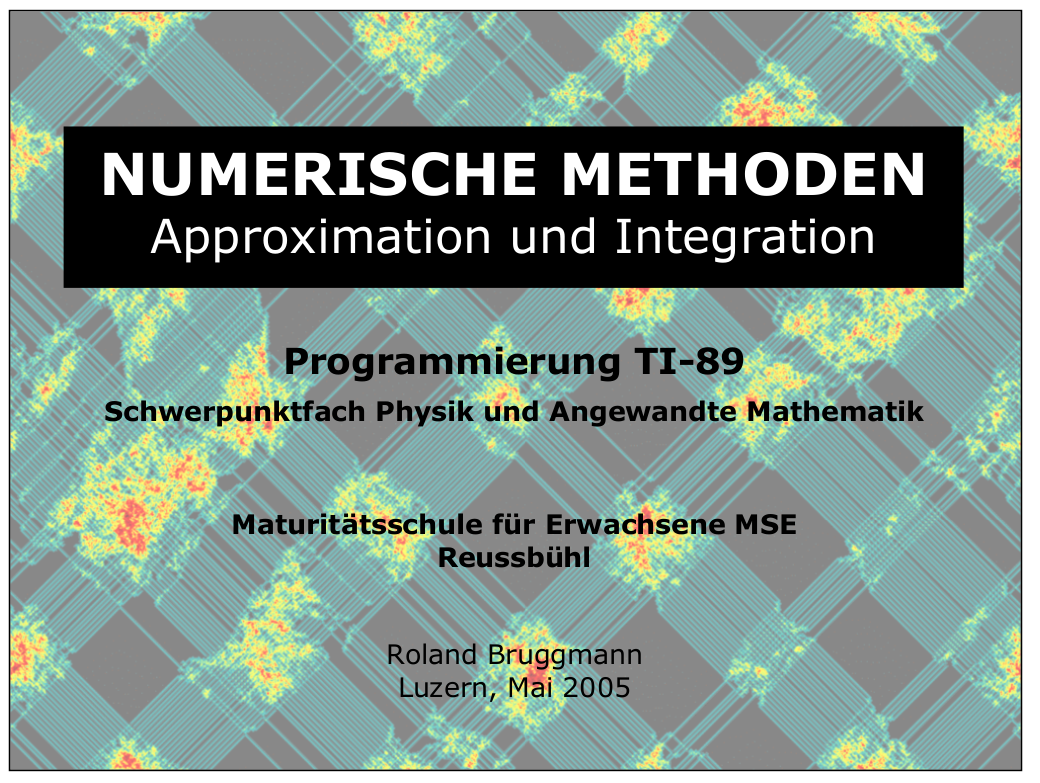 NUMERISCHE METHODEN
Approximation und Integration
Programmierung TI-89
Schwerpunktfach Physik und Angewandte Mathematik
Maturitätsschule für Erwachsene MSE
Reussbühl
Roland Bruggmann
Luzern, Mai 2005